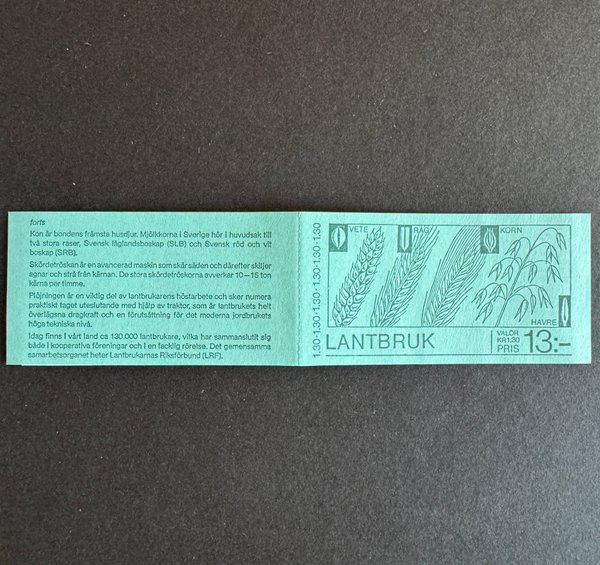 forts
Kon är bondens främsta husdjur. Mjölkkorna i Sverige hör i huvudsak till
två stora raser, Svensk låglandsboskap (SLB) och Svensk röd och vit
boskap (SRB).
Skördetröskan är en avancerad maskin som skär säden och därefter skiljer
agnar och strå från kärnan. De stora skördetröskorna avverkar 10—15 ton
kärna per timme.
Plöjningen är en viktig del av lantbrukarens höstarbete och sker numera
praktiskt taget uteslutande med hjälp av traktor, som är lantbrukets helt
överlägsna dragkraft och en förutsättning för det moderna jordbrukets
höga tekniska nivå.
Idag finns i vårt land ca 130.000 lantbrukare, vilka har sammanslutit sig
både i kooperativa föreningar och i en facklig rörelse. Det gemensamma
samarbetsorganet heter Lantbrukarnas Riksförbund (LRF).
1.30·1.30·1.30·1.30·1.30·1.30
VETE
RÅG
KORN
HAVRE
LANTBRUK
VALÖR
KR 1,30
PRIS 13:–